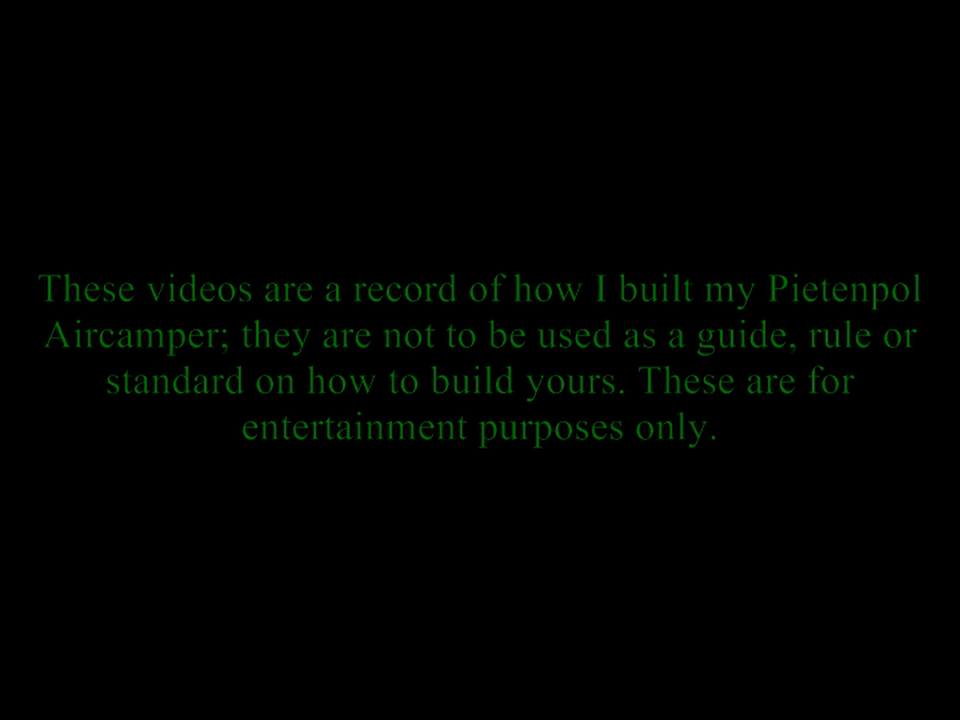 These videos are a record of how I built my Pietenpol
Aircamper; they are not to be used as a guide, rule or
standard on how to build yours. These are for
entertainment purposes only.